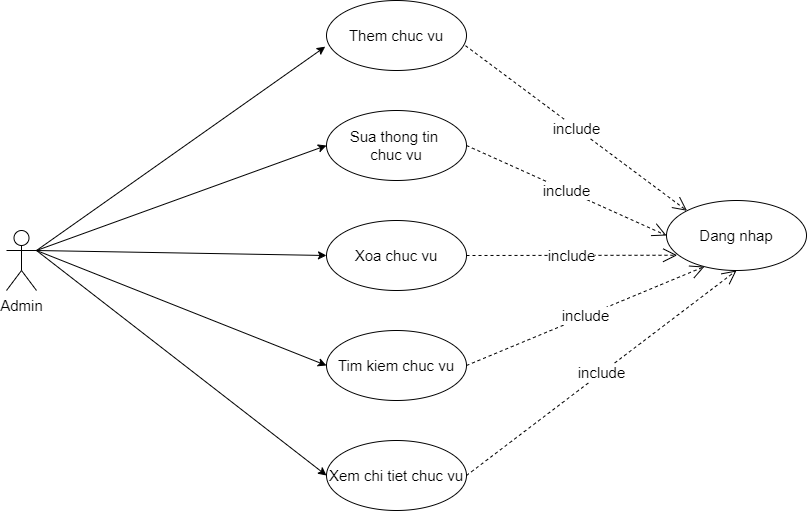 Them chuc vu
include
Sua thong tin
chuc vu
include
Dang nhap
Xoa chuc vu
include
Admin
include
Tim kiem chuc vu
include
Xem chi tiet chuc vu